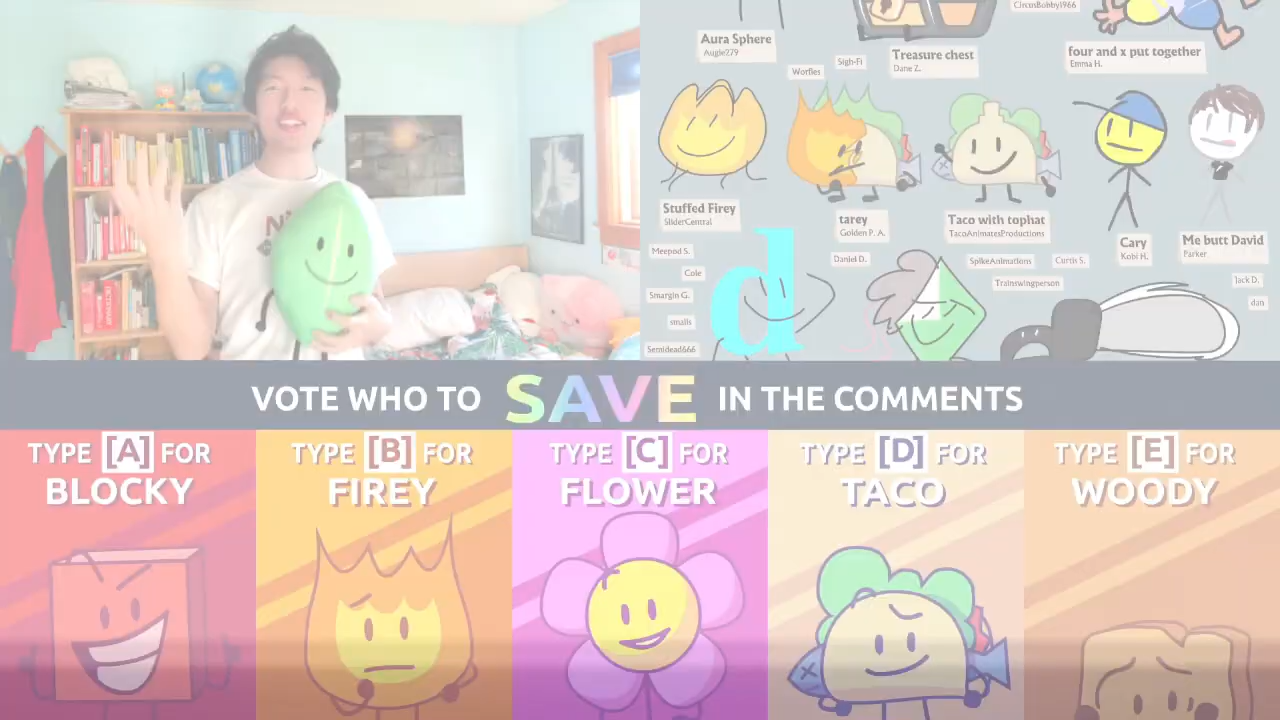 CircusBobby1966
Aura Sphere
Augie279
Treasure chest
Dane Z.
four and x put together
Emma H.
Worfles
Sigh-Fi
Stuffed Firey
SliderCentral
tarey
Golden P. A.
Taco with tophat
TacoAnimatesProductions
Cary
Kobi H.
Me butt David
Parker
Meepod S.
Cole
Smargin G.
smalls
Semidead666
Daniel D.
SpikeAnimations
Curtis S.
Trainswingperson
Jack D.
dan
d
VOTE WHO TO SAVE IN THE COMMENTS
TYPE [A] FOR
BLOCKY
TYPE [B] FOR
FIREY
TYPE [C] FOR
FLOWER
TYPE [D] FOR
TACO
TYPE [E] FOR
WOODY